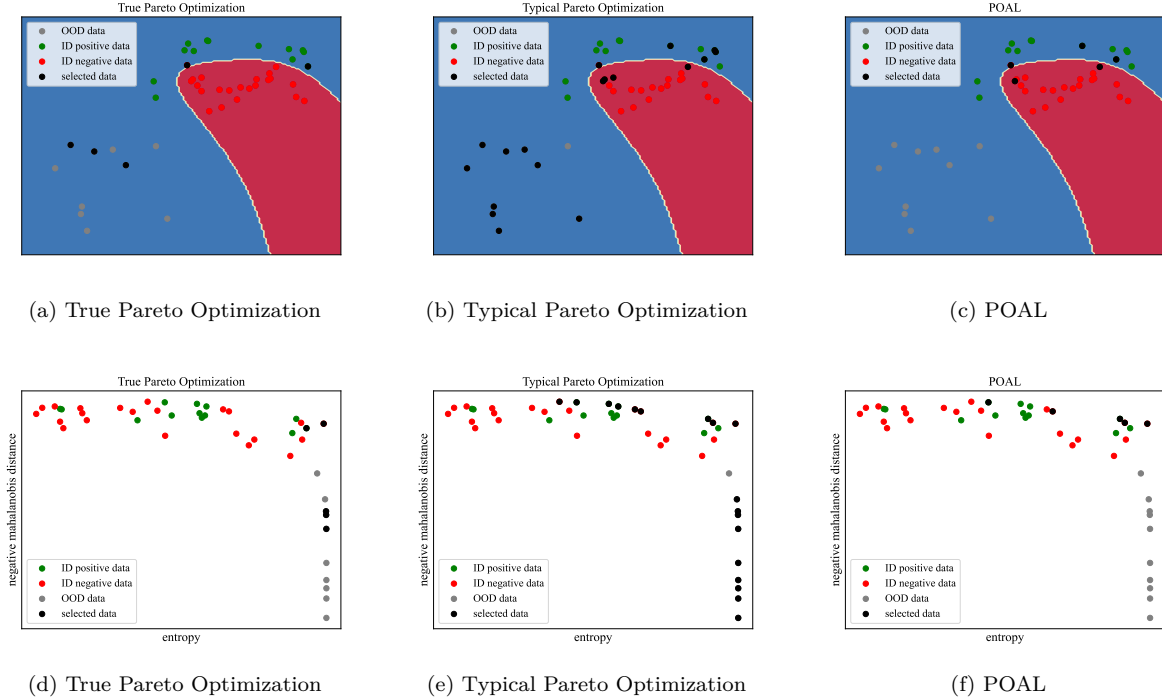 True Pareto Optimization
OOD data
ID positive data
ID negative data
selected data
(a) True Pareto Optimization
Typical Pareto Optimization
OOD data
ID positive data
ID negative data
selected data
(b) Typical Pareto Optimization
POAL
OOD data
ID positive data
ID negative data
selected data
(c) POAL
True Pareto Optimization
negative mahalanobis distance
ID positive data
ID negative data
OOD data
selected data
entropy
(d) True Pareto Optimization
Typical Pareto Optimization
negative mahalanobis distance
ID positive data
ID negative data
OOD data
selected data
entropy
(e) Typical Pareto Optimization
POAL
negative mahalanobis distance
ID positive data
ID negative data
OOD data
selected data
entropy
(f) POAL